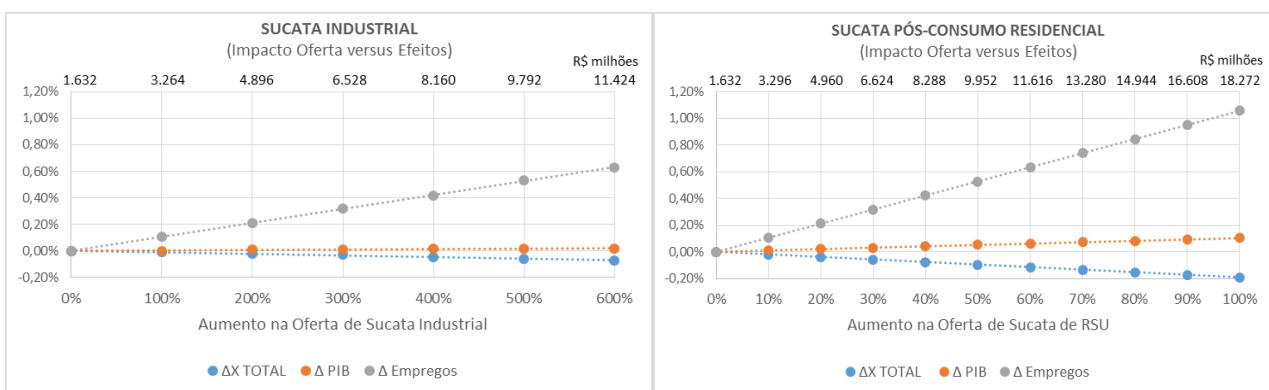 SUCATA INDUSTRIAL
(Impacto Oferta versus Efeitos)
R$ milhões
1.632 3.264 4.896 6.528 8.160 9.792 11.424
1,20%
1,00%
0,80%
0,60%
0,40%
0,20%
0,00%
-0,20%
0% 100% 200% 300% 400% 500% 600%
Aumento na Oferta de Sucata Industrial
ΔX TOTAL Δ PIB Δ Empregos
SUCATA PÓS-CONSUMO RESIDENCIAL
(Impacto Oferta versus Efeitos)
R$ milhões
1.632 3.296 4.960 6.624 8.288 9.952 11.616 13.280 14.944 16.608 18.272
1,20%
1,00%
0,80%
0,60%
0,40%
0,20%
0,00%
-0,20%
0% 10% 20% 30% 40% 50% 60% 70% 80% 90% 100%
Aumento na Oferta de Sucata de RSU
ΔX TOTAL Δ PIB Δ Empregos